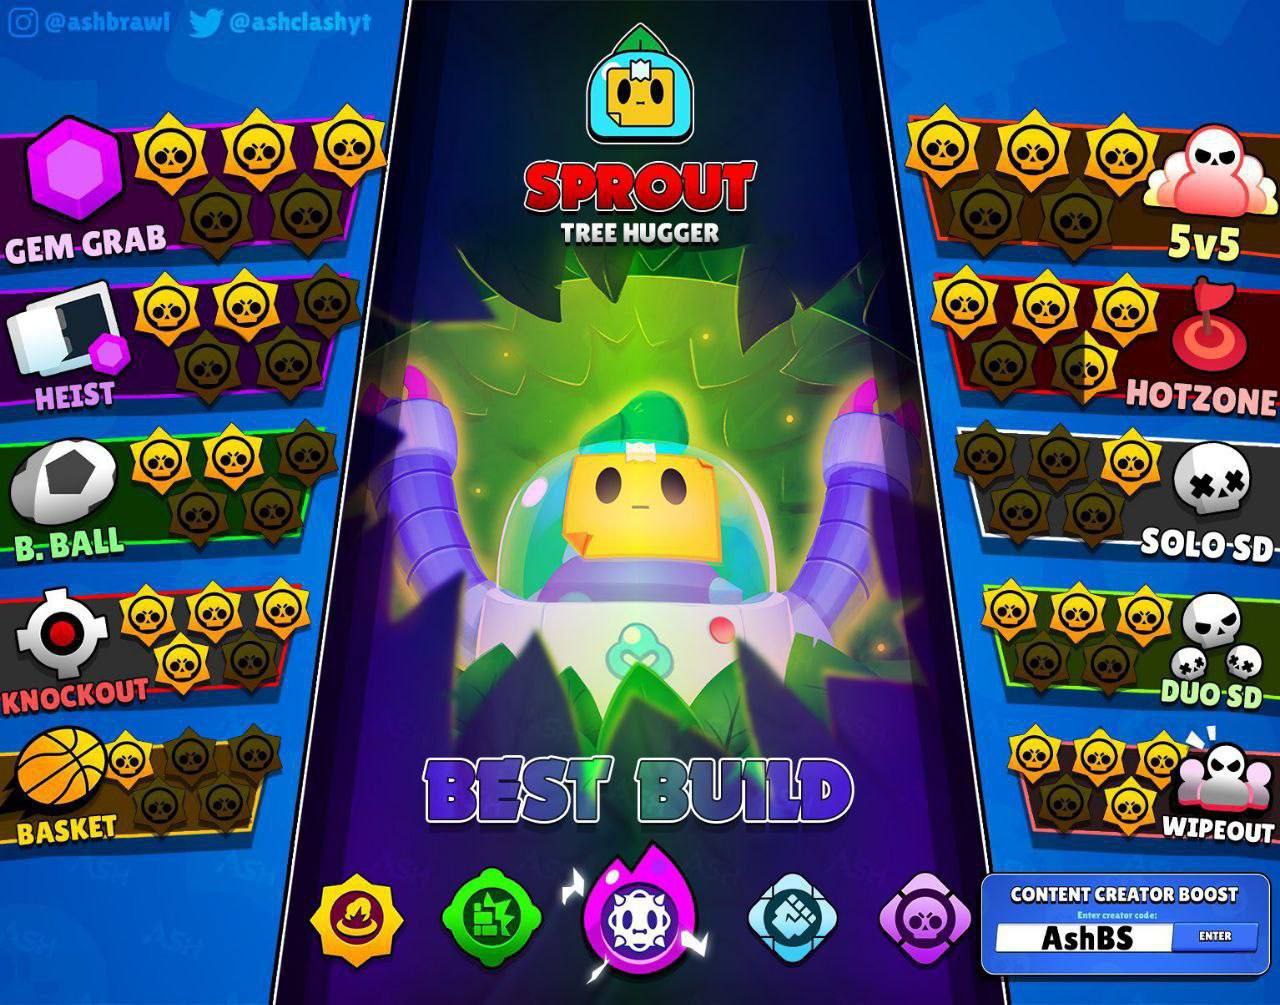 @ashbrawl @ashclashyt
SPROUT
TREE HUGGER
GEM GRAB
HEIST
B. BALL
KNOCKOUT
BASKET
5v5
HOTZONE
SOLO SD
DUO SD
WIPEOUT
BEST BUILD
CONTENT CREATOR BOOST
Enter creator code:
AshBS
ENTER